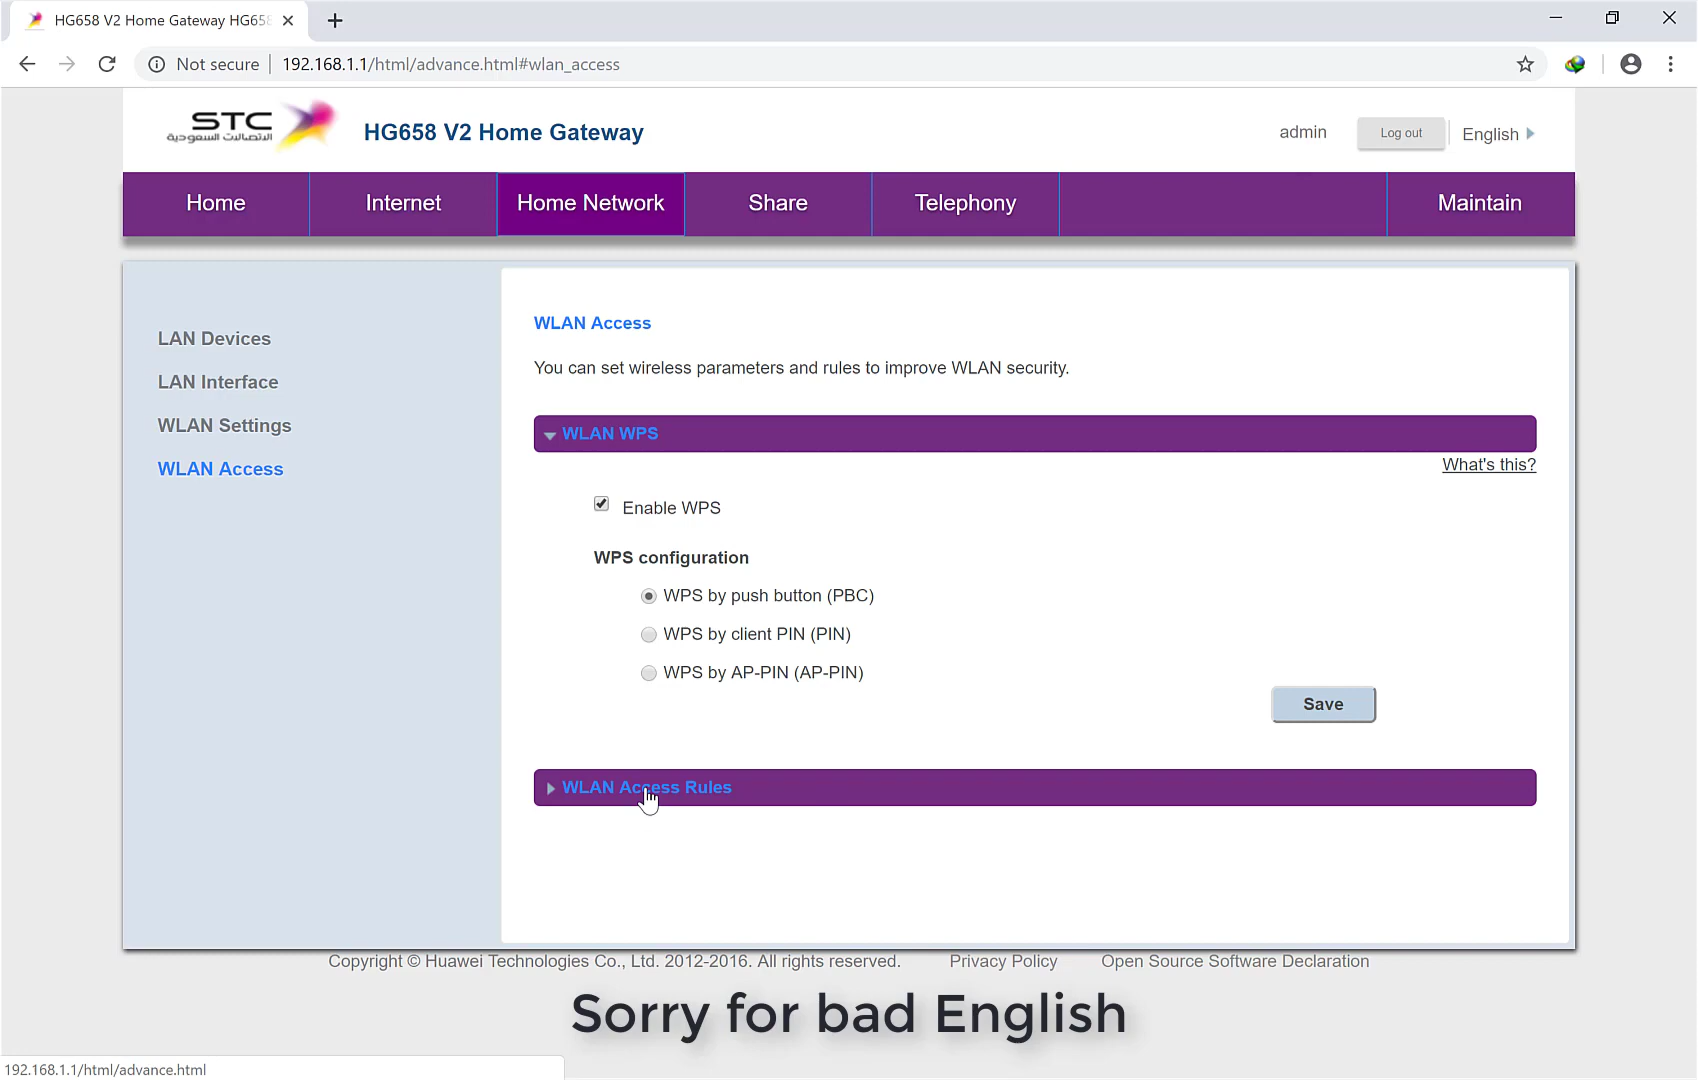 HG658 V2 Home Gateway HG658
Not secure
192.168.1.1/html/advance.html#wlan_access
STC
الاتصالات السعودية
HG658 V2 Home Gateway
admin
Log out
English
Home
Internet
Home Network
Share
Telephony
Maintain
LAN Devices
LAN Interface
WLAN Settings
WLAN Access
WLAN Access
You can set wireless parameters and rules to improve WLAN security.
WLAN WPS
What's this?
Enable WPS
WPS configuration
WPS by push button (PBC)
WPS by client PIN (PIN)
WPS by AP-PIN (AP-PIN)
Save
WLAN Access Rules
Copyright © Huawei Technologies Co., Ltd. 2012-2016. All rights reserved.
Privacy Policy
Open Source Software Declaration
Sorry for bad English
192.168.1.1/html/advance.html